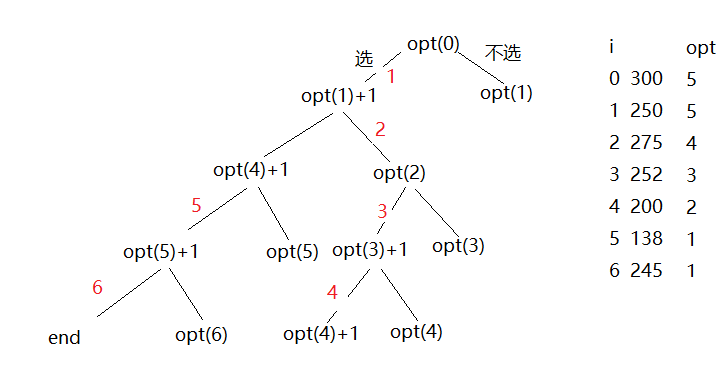 opt(0)
选 不选
1
opt(1)+1 opt(1)
2
opt(4)+1 opt(2)
5 3
opt(5)+1 opt(5) opt(3)+1 opt(3)
6 4
end opt(6) opt(4)+1 opt(4)
i opt
0 300 5
1 250 5
2 275 4
3 252 3
4 200 2
5 138 1
6 245 1